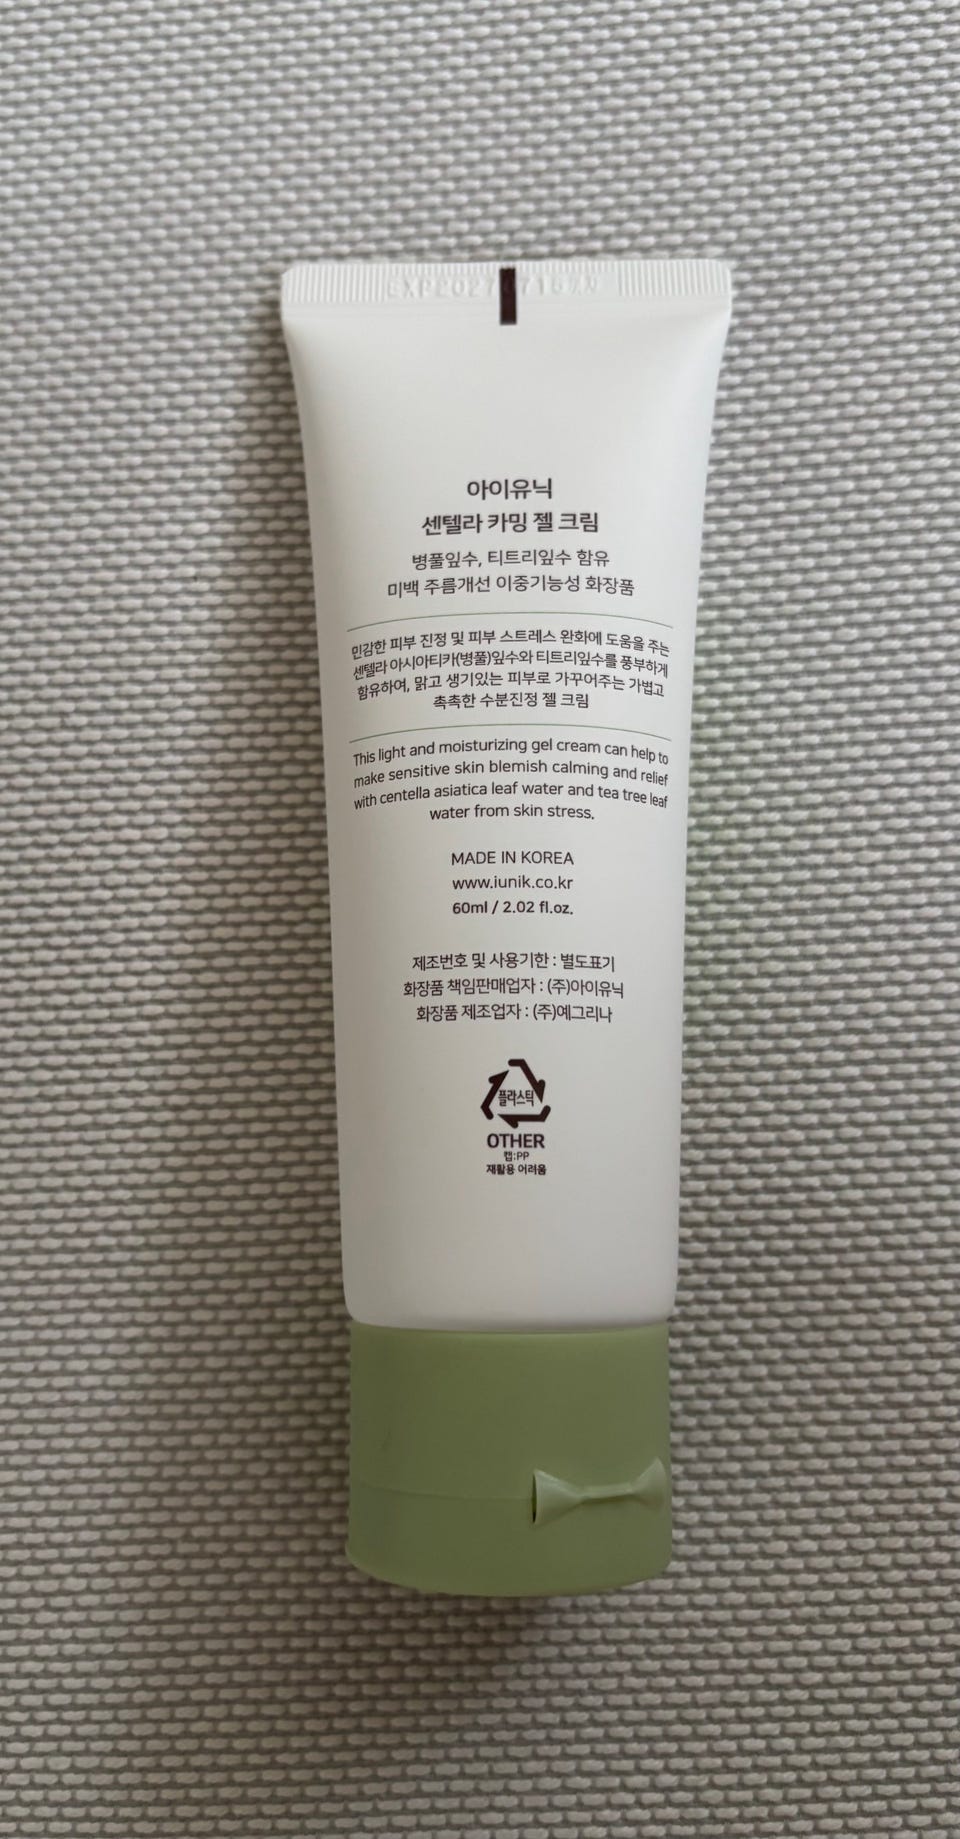 아이유닉
센텔라 카밍 젤 크림
병풀잎수, 티트리잎수 함유
미백 주름개선 이중기능성 화장품
민감한 피부 진정 및 피부 스트레스 완화에 도움을 주는
센텔라 아시아티카(병풀)잎수와 티트리잎수를 풍부하게
함유하여, 맑고 생기있는 피부로 가꾸어주는 가볍고
촉촉한 수분진정 젤 크림
This light and moisturizing gel cream can help to
make sensitive skin blemish calming and relief
with centella asiatica leaf water and tea tree leaf
water from skin stress.
MADE IN KOREA
www.iunik.co.kr
60ml / 2.02 fl.oz.
제조번호 및 사용기한 : 별도표기
화장품 책임판매업자 : (주)아이유닉
화장품 제조업자 : (주)예그리나
플라스틱
OTHER
캡:PP
재활용 어려움